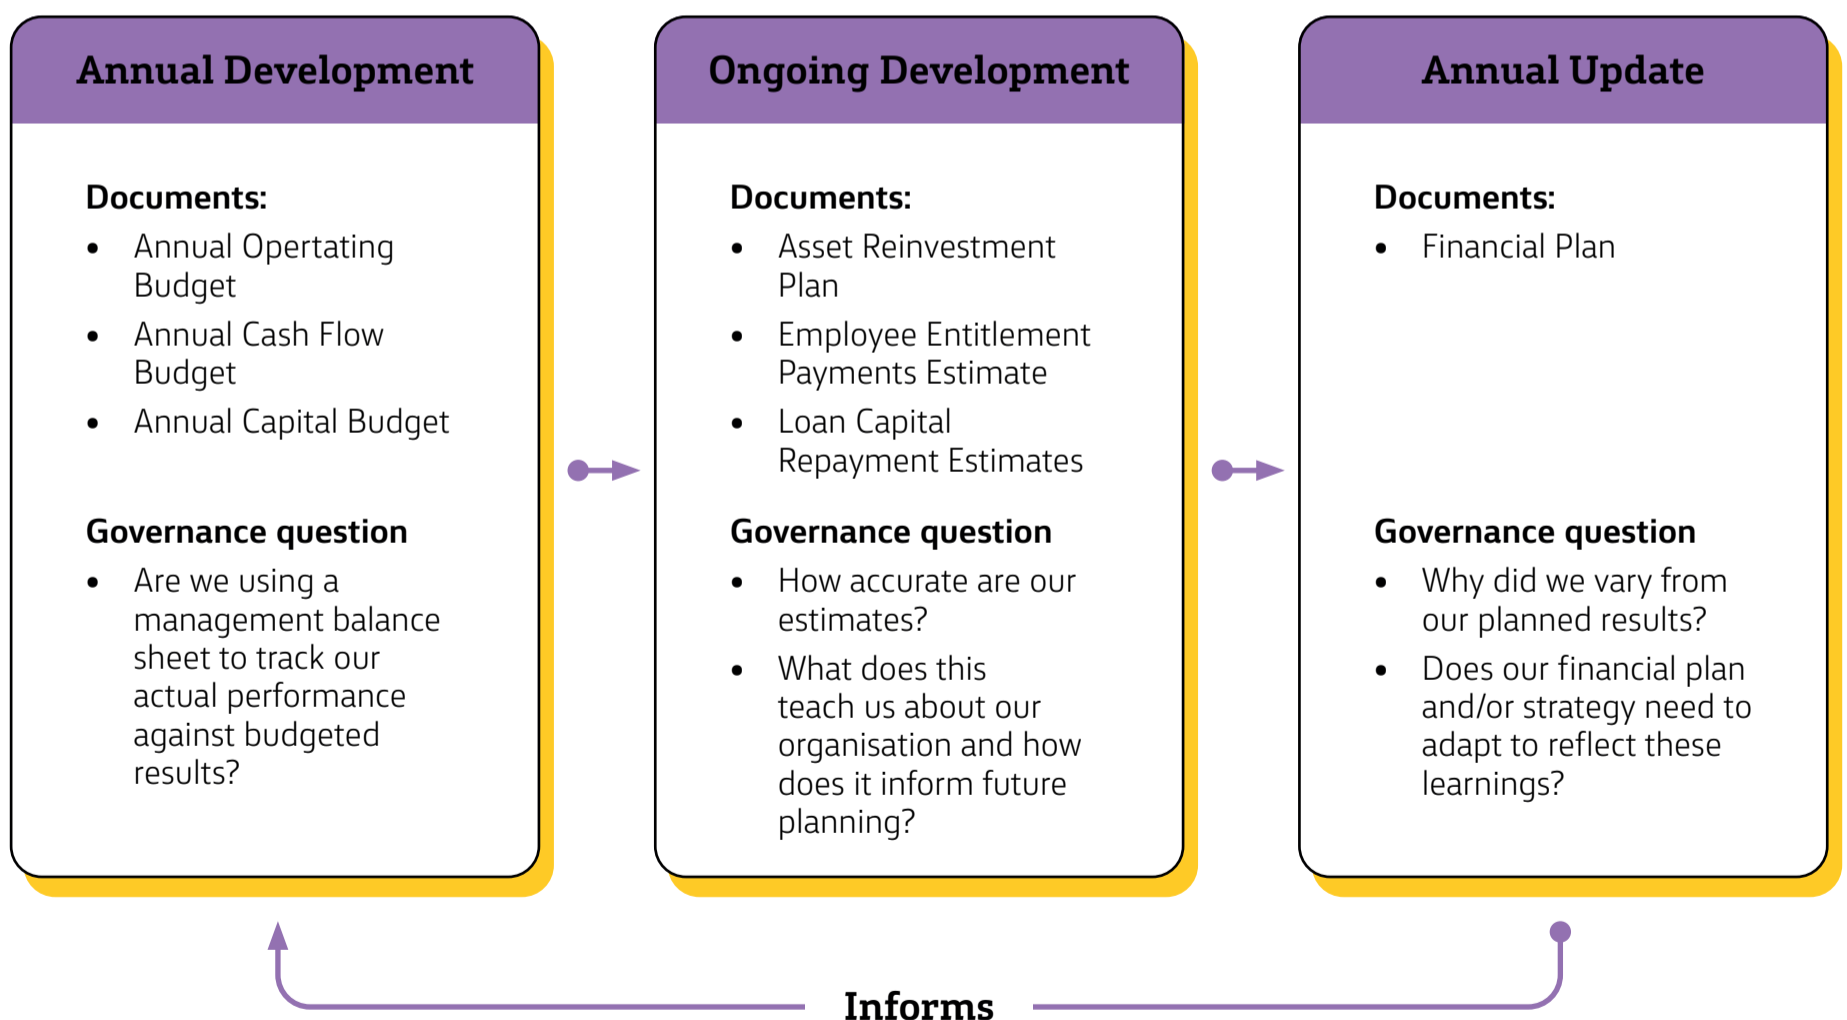 Annual Development
Documents:
• Annual Opertating
Budget
• Annual Cash Flow
Budget
• Annual Capital Budget
Governance question
• Are we using a
management balance
sheet to track our
actual performance
against budgeted
results?
Ongoing Development
Documents:
• Asset Reinvestment
Plan
• Employee Entitlement
Payments Estimate
• Loan Capital
Repayment Estimates
Governance question
• How accurate are our
estimates?
• What does this
teach us about our
organisation and how
does it inform future
planning?
Annual Update
Documents:
• Financial Plan
Governance question
• Why did we vary from
our planned results?
• Does our financial plan
and/or strategy need to
adapt to reflect these
learnings?
Informs